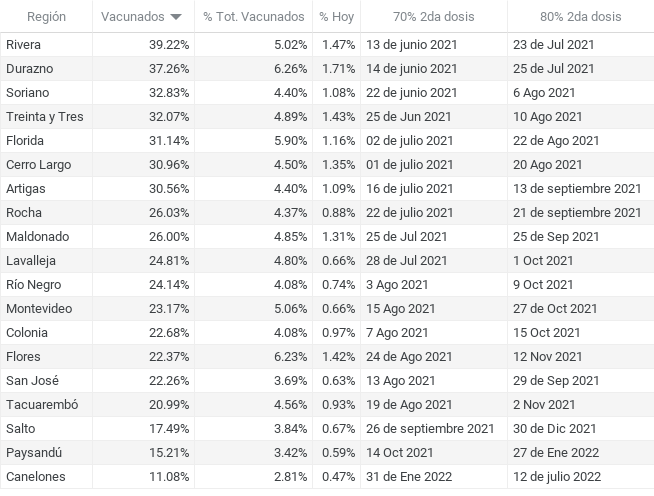 Región Vacunados % Tot. Vacunados % Hoy 70% 2da dosis 80% 2da dosis
Rivera 39.22% 5.02% 1.47% 13 de junio 2021 23 de Jul 2021
Durazno 37.26% 6.26% 1.71% 14 de junio 2021 25 de Jul 2021
Soriano 32.83% 4.40% 1.08% 22 de junio 2021 6 Ago 2021
Treinta y Tres 32.07% 4.89% 1.43% 25 de Jun 2021 10 Ago 2021
Florida 31.14% 5.90% 1.16% 02 de julio 2021 22 de Ago 2021
Cerro Largo 30.96% 4.50% 1.35% 01 de julio 2021 20 Ago 2021
Artigas 30.56% 4.40% 1.09% 16 de julio 2021 13 de septiembre 2021
Rocha 26.03% 4.37% 0.88% 22 de julio 2021 21 de septiembre 2021
Maldonado 26.00% 4.85% 1.31% 25 de Jul 2021 25 de Sep 2021
Lavalleja 24.81% 4.80% 0.66% 28 de Jul 2021 1 Oct 2021
Río Negro 24.14% 4.08% 0.74% 3 Ago 2021 9 Oct 2021
Montevideo 23.17% 5.06% 0.66% 15 Ago 2021 27 de Oct 2021
Colonia 22.68% 4.08% 0.97% 7 Ago 2021 15 Oct 2021
Flores 22.37% 6.23% 1.42% 24 de Ago 2021 12 Nov 2021
San José 22.26% 3.69% 0.63% 13 Ago 2021 29 de Sep 2021
Tacuarembó 20.99% 4.56% 0.93% 19 de Ago 2021 2 Nov 2021
Salto 17.49% 3.84% 0.67% 26 de septiembre 2021 30 de Dic 2021
Paysandú 15.21% 3.42% 0.59% 14 Oct 2021 27 de Ene 2022
Canelones 11.08% 2.81% 0.47% 31 de Ene 2022 12 de julio 2022